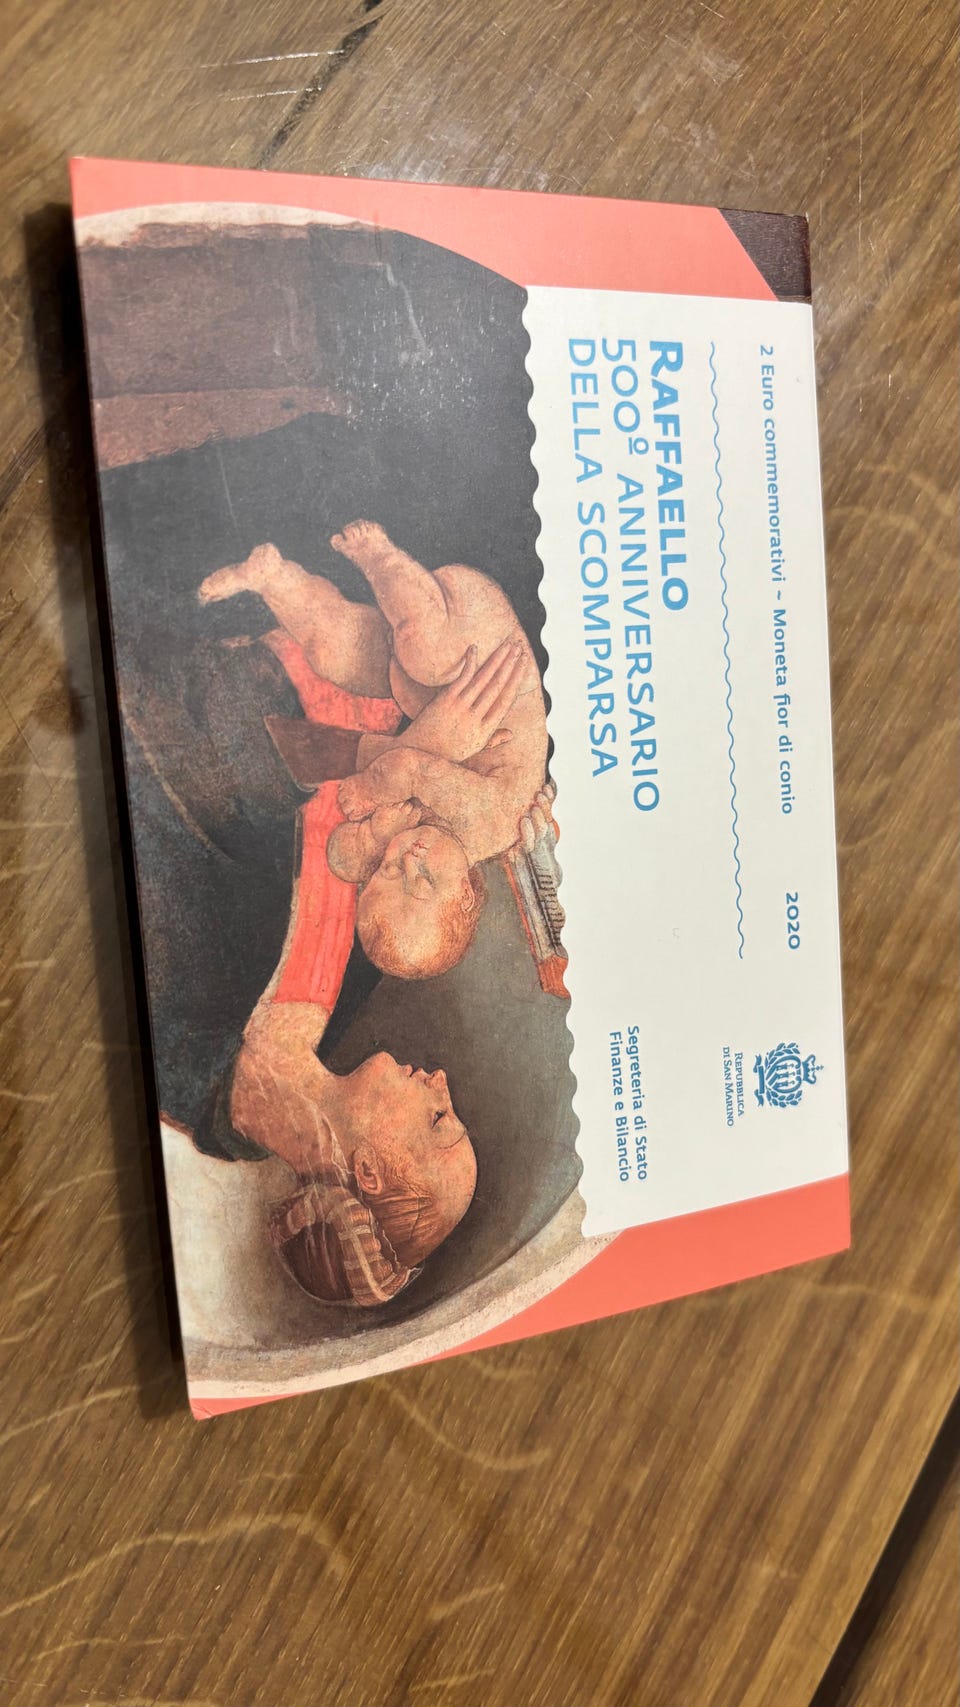 2 Euro commemorativi ~ Moneta fior di conio
2020
REPUBBLICA
DI SAN MARINO
RAFFAELLO
500º ANNIVERSARIO
DELLA SCOMPARSA
Segreteria di Stato
Finanze e Bilancio